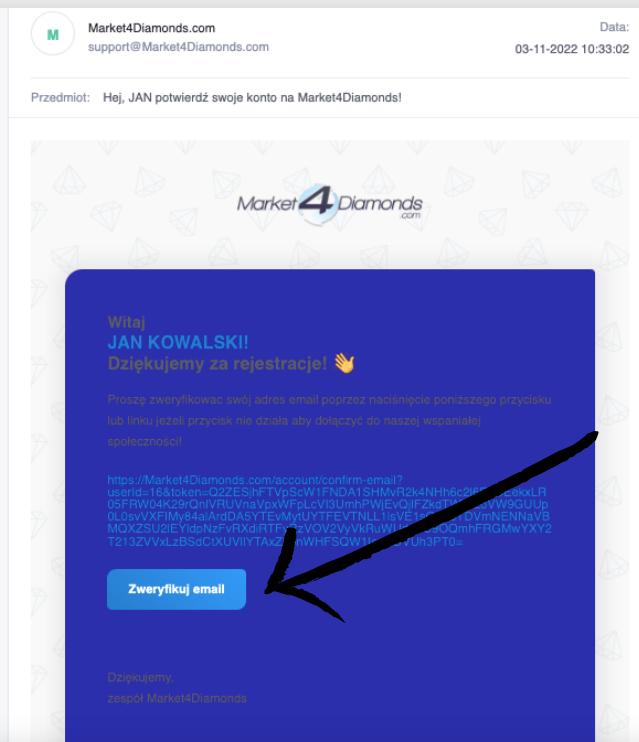 M
Market4Diamonds.com
support@Market4Diamonds.com
Data:
03-11-2022 10:33:02
Przedmiot: Hej, JAN potwierdź swoje konto na Market4Diamonds!
Market4Diamonds
.com
Witaj
JAN KOWALSKI!
Dziękujemy za rejestracje! 👋
Proszę zweryfikowac swój adres email poprzez naciśnięcie poniższego przycisku
lub linku jeżeli przycisk nie działa aby dołączyć do naszej wspaniałej
społeczności!
https://Market4Diamonds.com/account/confirm-email?
Zweryfikuj email
Dziękujemy,
zespół Market4Diamonds